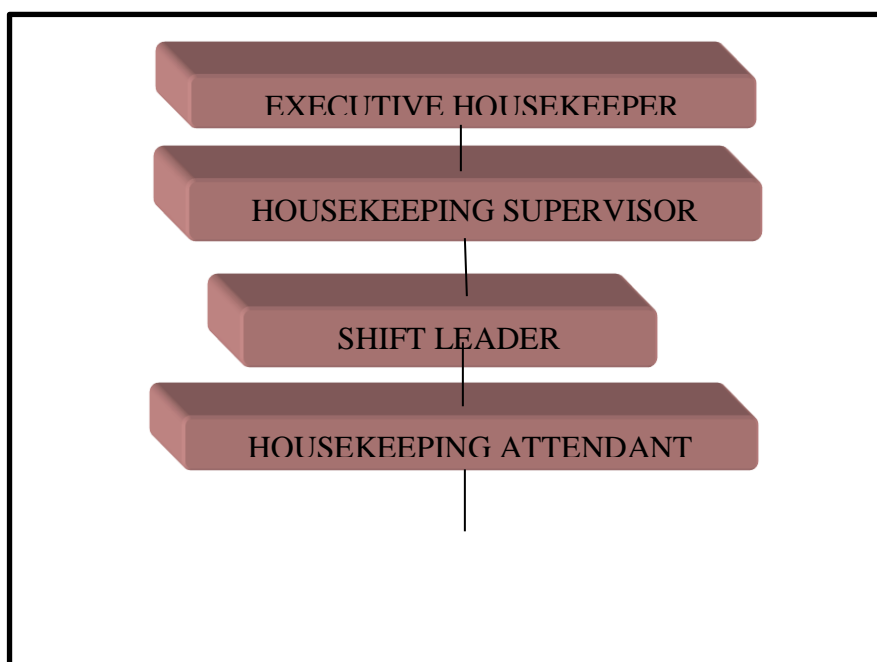 EXECUTIVE HOUSEKEEPER
HOUSEKEEPING SUPERVISOR
SHIFT LEADER
HOUSEKEEPING ATTENDANT